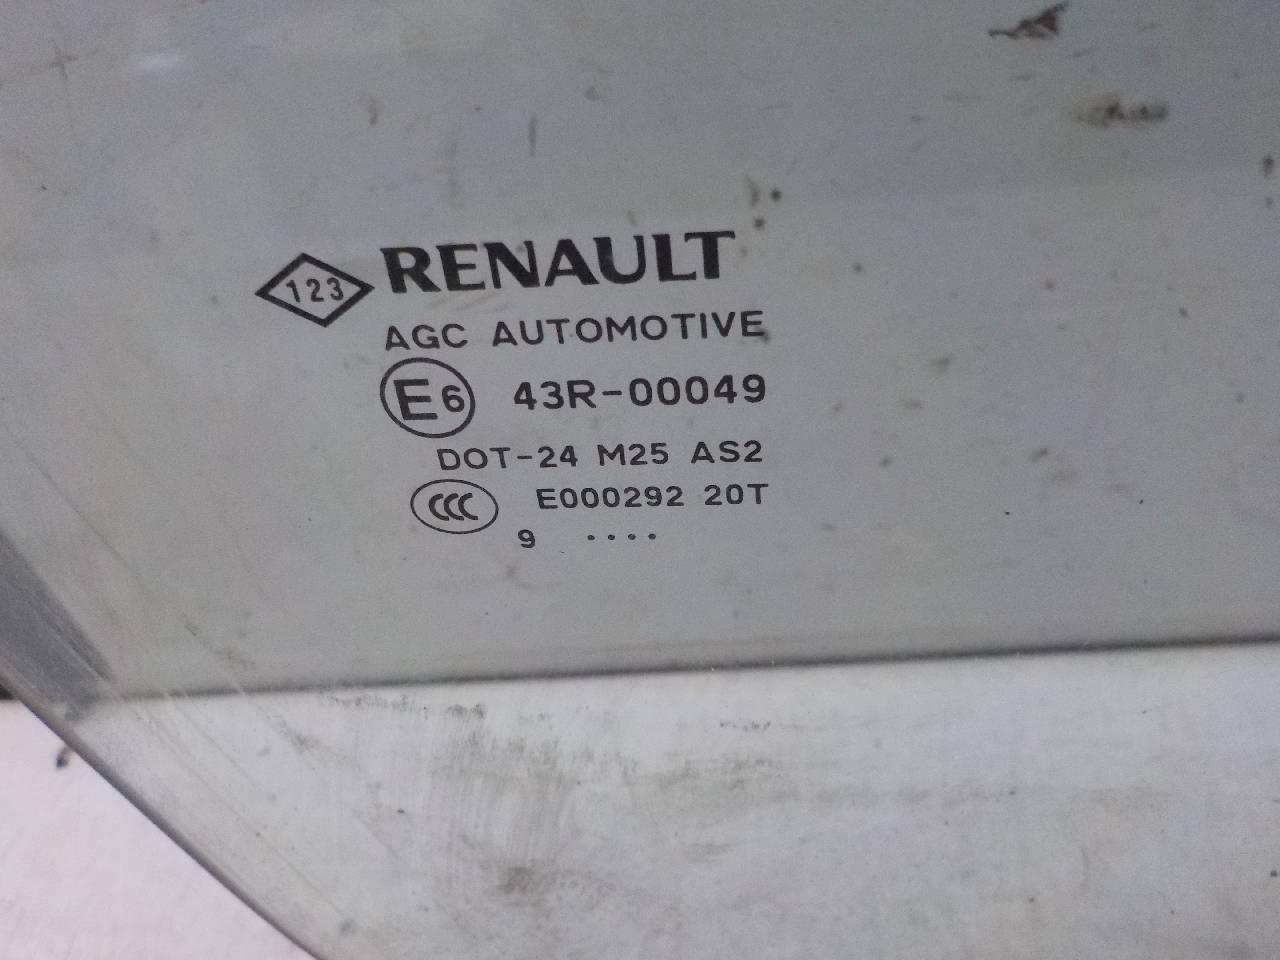 123 RENAULT
AGC AUTOMOTIVE
E6 43R-00049
DOT-24 M25 AS2
CCC E000292 20T
9 ....